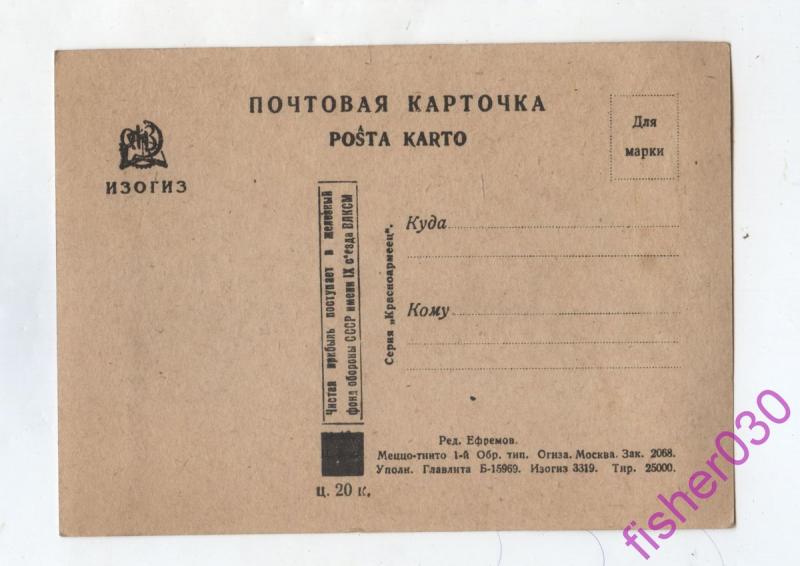 ПОЧТОВАЯ КАРТОЧКА
POŜTA KARTO
Для
марки
ИЗОГИЗ
Чистая прибыль поступает в железный
фонд обороны СССР имени IX с'езда ВЛКСМ
Серия „Красноармеец".
Куда
Кому
Ред. Ефремов.
Меццо-тинто 1-й Обр. тип. Огиза. Москва. Зак. 2068.
Уполн. Главлита Б-15969. Изогиз 3319. Тир. 25000.
ц. 20 к.
fisher030